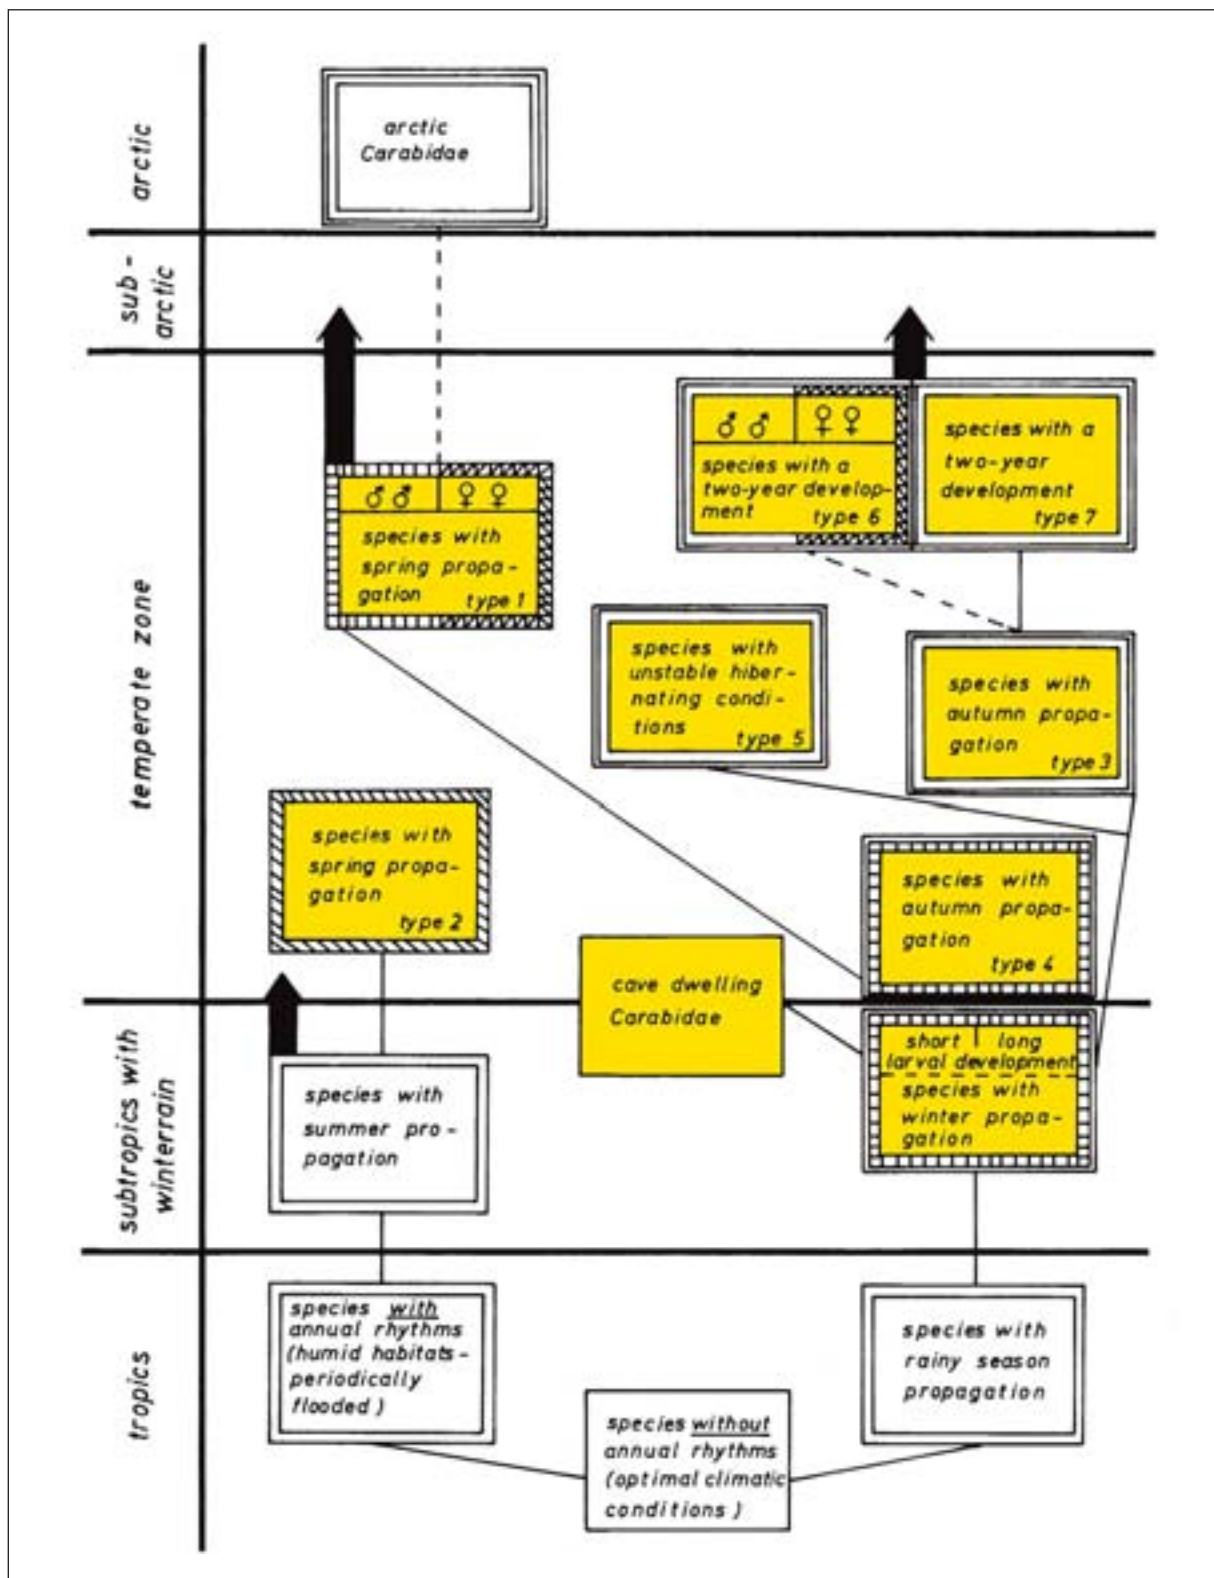 arctic
arctic
Carabidae
sub-
arctic
temperate zone
♂♂ ♀♀
species with a
two-year develop-
ment
type 6
species with a
two-year
development
type 7
♂♂ ♀♀
species with
spring propa-
gation
type 1
species with
unstable hiber-
nating condi-
tions
type 5
species with
autumn propa-
gation
type 3
species with
spring propa-
gation
type 2
species with
autumn propa-
gation
type 4
cave dwelling
Carabidae
subtropics with
winterrain
species with
summer pro-
pagation
short long
larval development
species with
winter propa-
gation
tropics
species with
annual rhythms
(humid habitats-
periodically
flooded)
species with
rainy season
propagation
species without
annual rhythms
(optimal climatic
conditions)